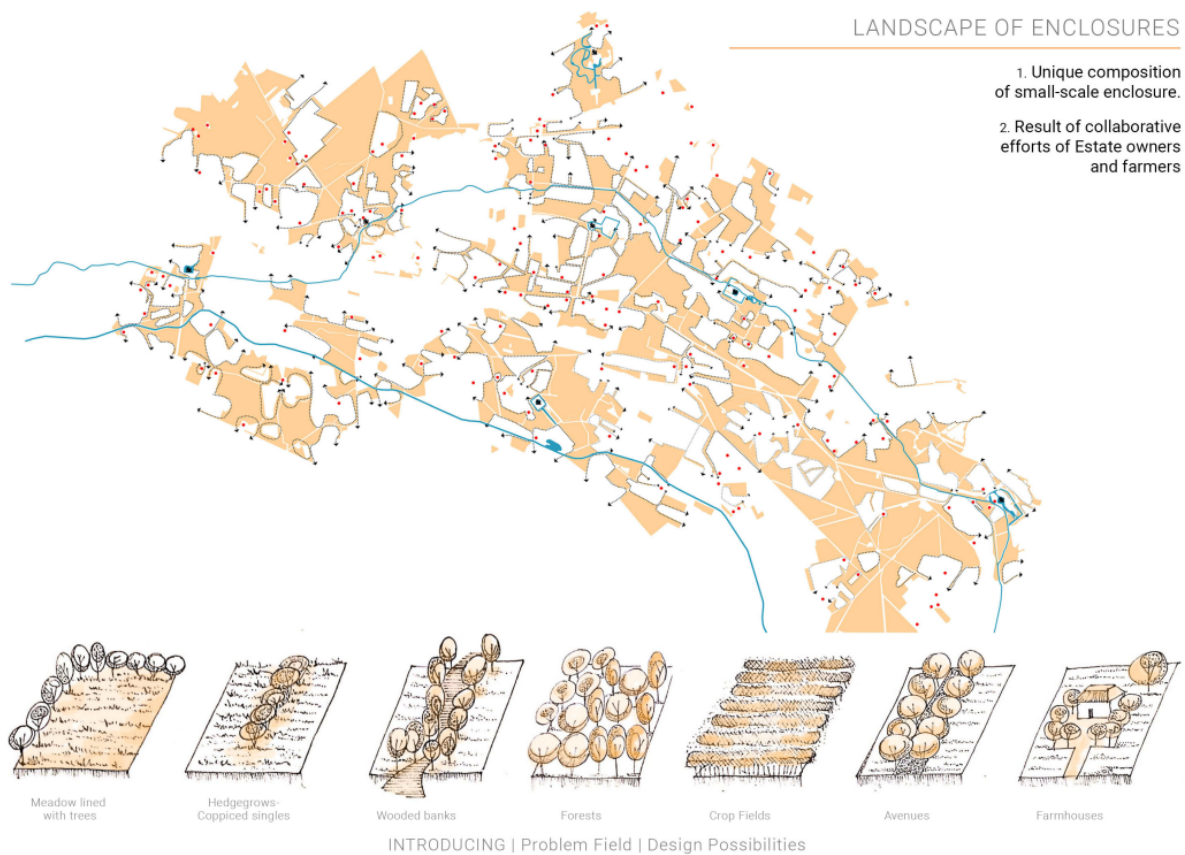 LANDSCAPE OF ENCLOSURES
1. Unique composition
of small-scale enclosure.
2. Result of collaborative
efforts of Estate owners
and farmers
Meadow lined
with trees
Hedgegrows-
Coppiced singles
Wooded banks
Forests
Crop Fields
Avenues
Farmhouses
INTRODUCING | Problem Field | Design Possibilities